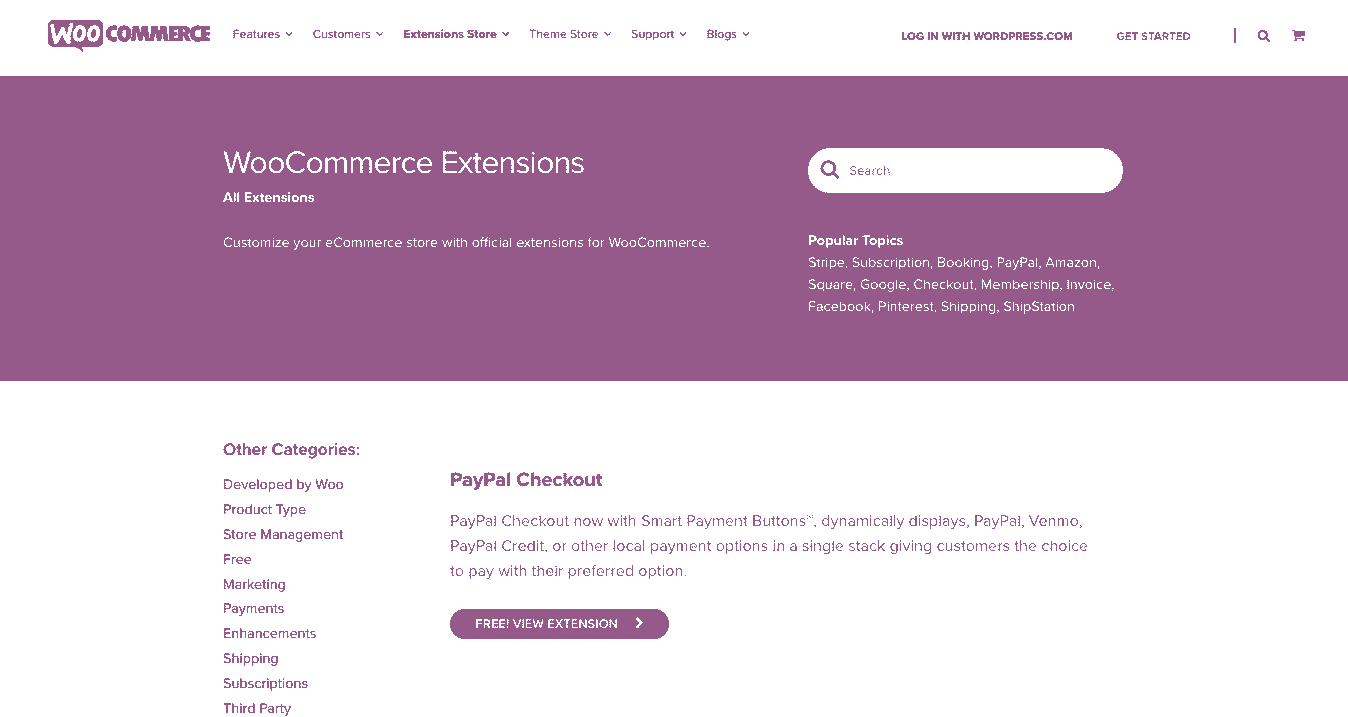 WOO COMMERCE
Features
Customers
Extensions Store
Theme Store
Support
Blogs
LOG IN WITH WORDPRESS.COM
GET STARTED
WooCommerce Extensions
All Extensions
Customize your eCommerce store with official extensions for WooCommerce.
Search
Popular Topics
Stripe, Subscription, Booking, PayPal, Amazon,
Square, Google, Checkout, Membership, Invoice,
Facebook, Pinterest, Shipping, ShipStation
Other Categories:
Developed by Woo
Product Type
Store Management
Free
Marketing
Payments
Enhancements
Shipping
Subscriptions
Third Party
PayPal Checkout
PayPal Checkout now with Smart Payment Buttons™, dynamically displays, PayPal, Venmo,
PayPal Credit, or other local payment options in a single stack giving customers the choice
to pay with their preferred option.
FREE! VIEW EXTENSION